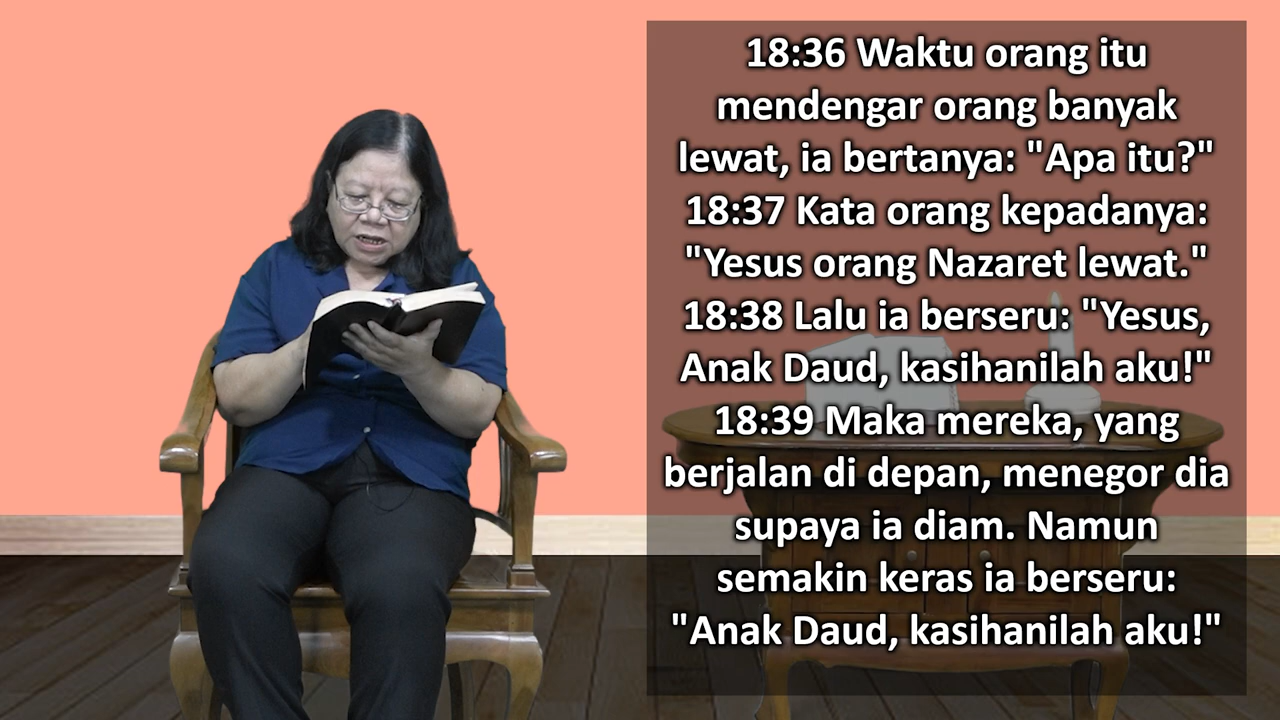 18:36 Waktu orang itu
mendengar orang banyak
lewat, ia bertanya: "Apa itu?"
18:37 Kata orang kepadanya:
"Yesus orang Nazaret lewat."
18:38 Lalu ia berseru: "Yesus,
Anak Daud, kasihanilah aku!"
18:39 Maka mereka, yang
berjalan di depan, menegor dia
supaya ia diam. Namun
semakin keras ia berseru:
"Anak Daud, kasihanilah aku!"